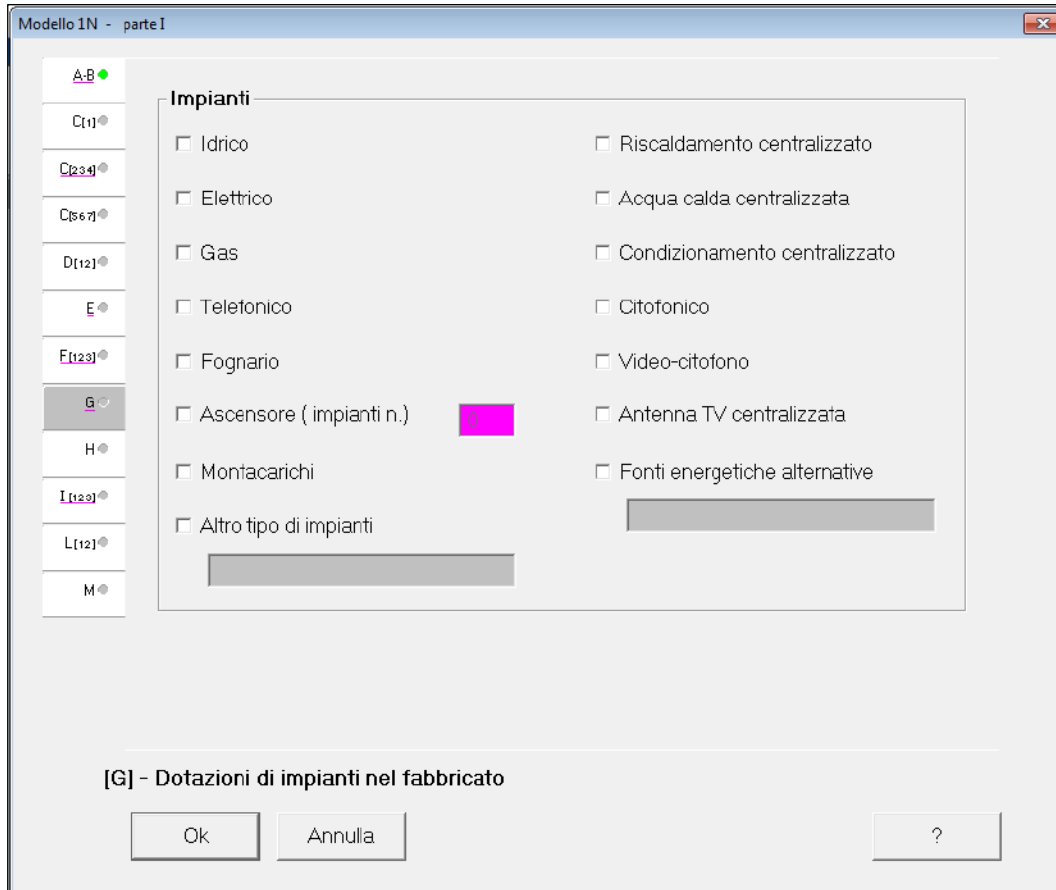 Modello 1N - parte I
A-B
C[1]
C[234]
C[567]
D[12]
E
F[123]
G
H
I[123]
L[12]
M
Impianti
Idrico
Elettrico
Gas
Telefonico
Fognario
Ascensore ( impianti n.) 0
Montacarichi
Altro tipo di impianti
Riscaldamento centralizzato
Acqua calda centralizzata
Condizionamento centralizzato
Citofonico
Video-citofono
Antenna TV centralizzata
Fonti energetiche alternative
[G] - Dotazioni di impianti nel fabbricato
Ok
Annulla
?